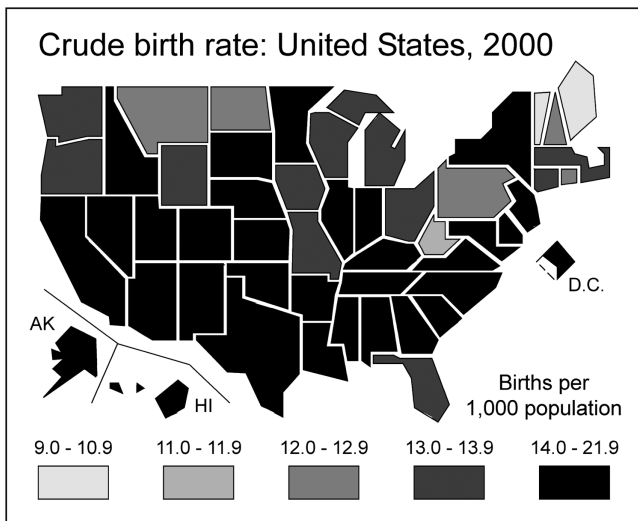 Crude birth rate: United States, 2000
D.C.
AK
HI
Births per
1,000 population
9.0 - 10.9 11.0 - 11.9 12.0 - 12.9 13.0 - 13.9 14.0 - 21.9